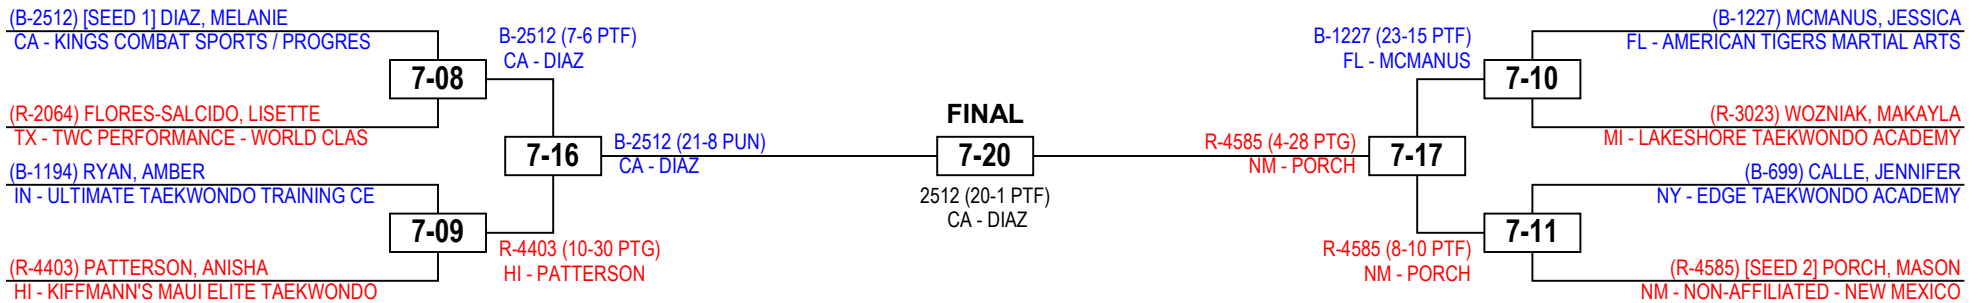 (B-2512) [SEED 1] DIAZ, MELANIE
CA - KINGS COMBAT SPORTS / PROGRES
7-08
(R-2064) FLORES-SALCIDO, LISETTE
TX - TWC PERFORMANCE - WORLD CLAS
(B-1194) RYAN, AMBER
IN - ULTIMATE TAEKWONDO TRAINING CE
7-09
(R-4403) PATTERSON, ANISHA
HI - KIFFMANN'S MAUI ELITE TAEKWONDO
B-2512 (7-6 PTF)
CA - DIAZ
7-16
R-4403 (10-30 PTG)
HI - PATTERSON
B-2512 (21-8 PUN)
CA - DIAZ
FINAL
7-20
2512 (20-1 PTF)
CA - DIAZ
R-4585 (4-28 PTG)
NM - PORCH
B-1227 (23-15 PTF)
FL - MCMANUS
7-17
R-4585 (8-10 PTF)
NM - PORCH
(B-1227) MCMANUS, JESSICA
FL - AMERICAN TIGERS MARTIAL ARTS
7-10
(R-3023) WOZNIAK, MAKAYLA
MI - LAKESHORE TAEKWONDO ACADEMY
(B-699) CALLE, JENNIFER
NY - EDGE TAEKWONDO ACADEMY
7-11
(R-4585) [SEED 2] PORCH, MASON
NM - NON-AFFILIATED - NEW MEXICO